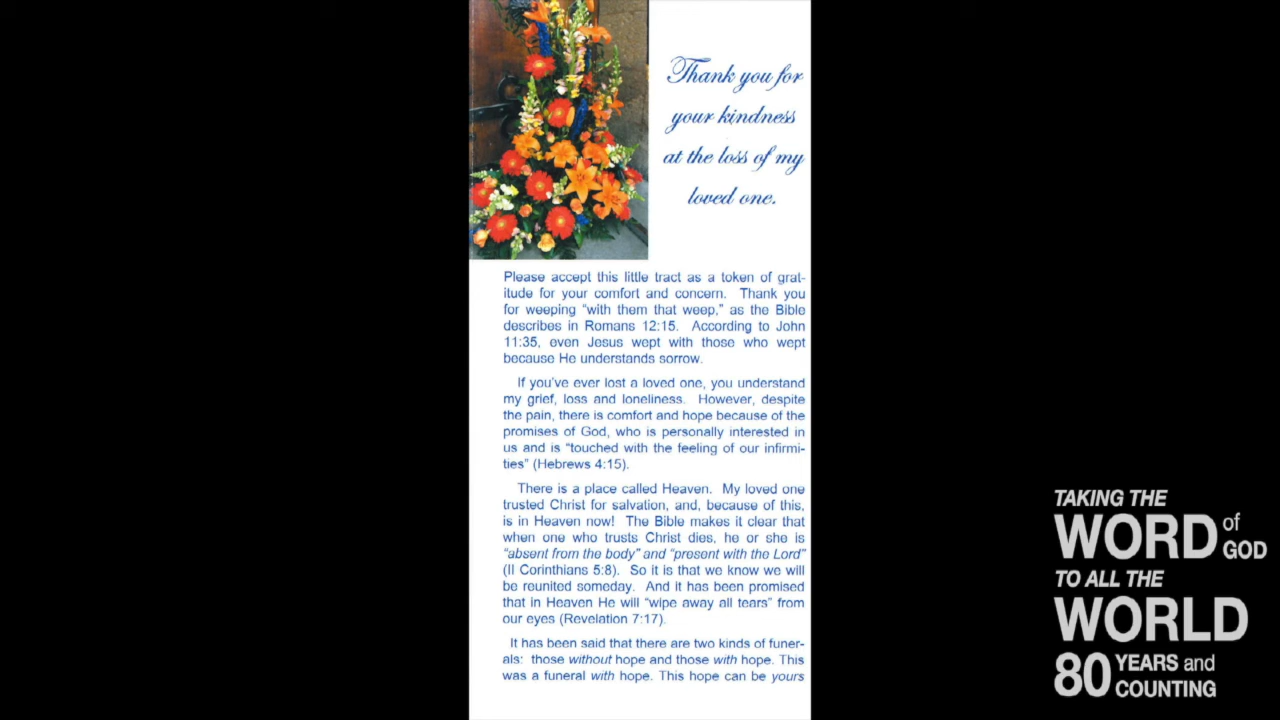 Thank you for
your kindness
at the loss of my
loved one.
Please accept this little tract as a token of grat-
itude for your comfort and concern. Thank you
for weeping “with them that weep,” as the Bible
describes in Romans 12:15. According to John
11:35, even Jesus wept with those who wept
because He understands sorrow.
If you’ve ever lost a loved one, you understand
my grief, loss and loneliness. However, despite
the pain, there is comfort and hope because of the
promises of God, who is personally interested in
us and is “touched with the feeling of our infirmi-
ties” (Hebrews 4:15).
There is a place called Heaven. My loved one
trusted Christ for salvation, and, because of this,
is in Heaven now! The Bible makes it clear that
when one who trusts Christ dies, he or she is
“absent from the body” and “present with the Lord”
(II Corinthians 5:8). So it is that we know we will
be reunited someday. And it has been promised
that in Heaven He will “wipe away all tears” from
our eyes (Revelation 7:17).
It has been said that there are two kinds of funer-
als: those without hope and those with hope. This
was a funeral with hope. This hope can be yours
TAKING THE
WORD of GOD
TO ALL THE
WORLD
80 YEARS and COUNTING